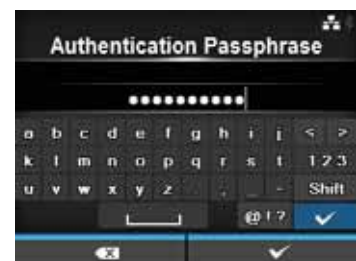 Authentication Passphrase
••••••••••
a b c d e f g h i j < >
k l m n o p q r s t 123
u v w x y z . , _ - Shift
@!?